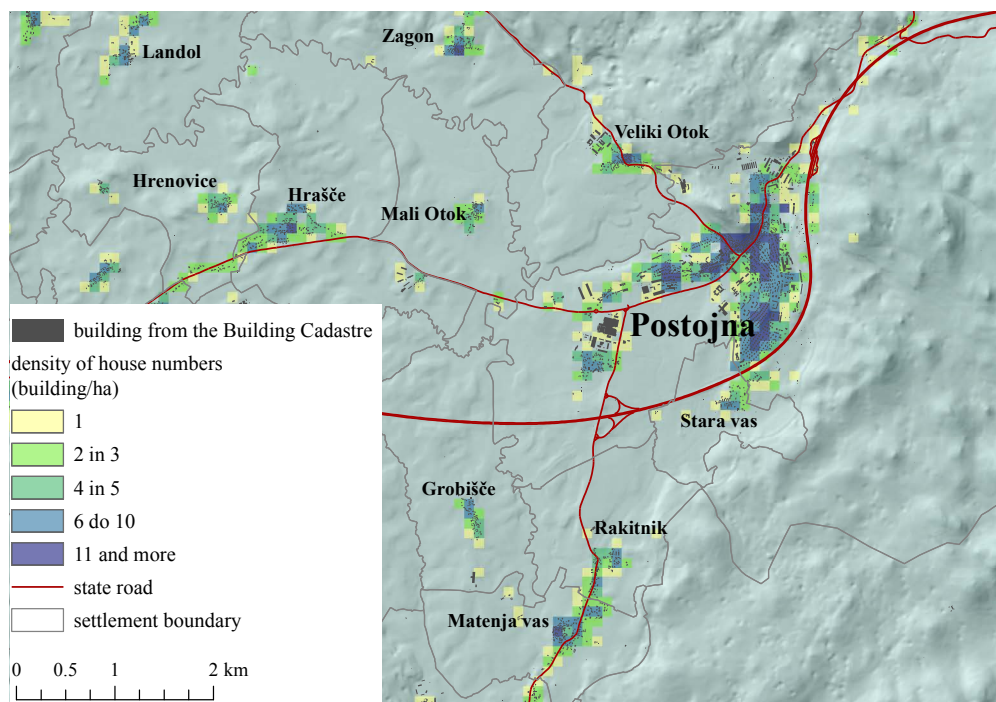 Zagon
Landol
Veliki Otok
Hrenovice
Hrašče
Mali Otok
Postojna
Stara vas
Grobišče
Rakitnik
Matenja vas
building from the Building Cadastre
density of house numbers
(building/ha)
1
2 in 3
4 in 5
6 do 10
11 and more
state road
settlement boundary
0 0.5 1 2 km